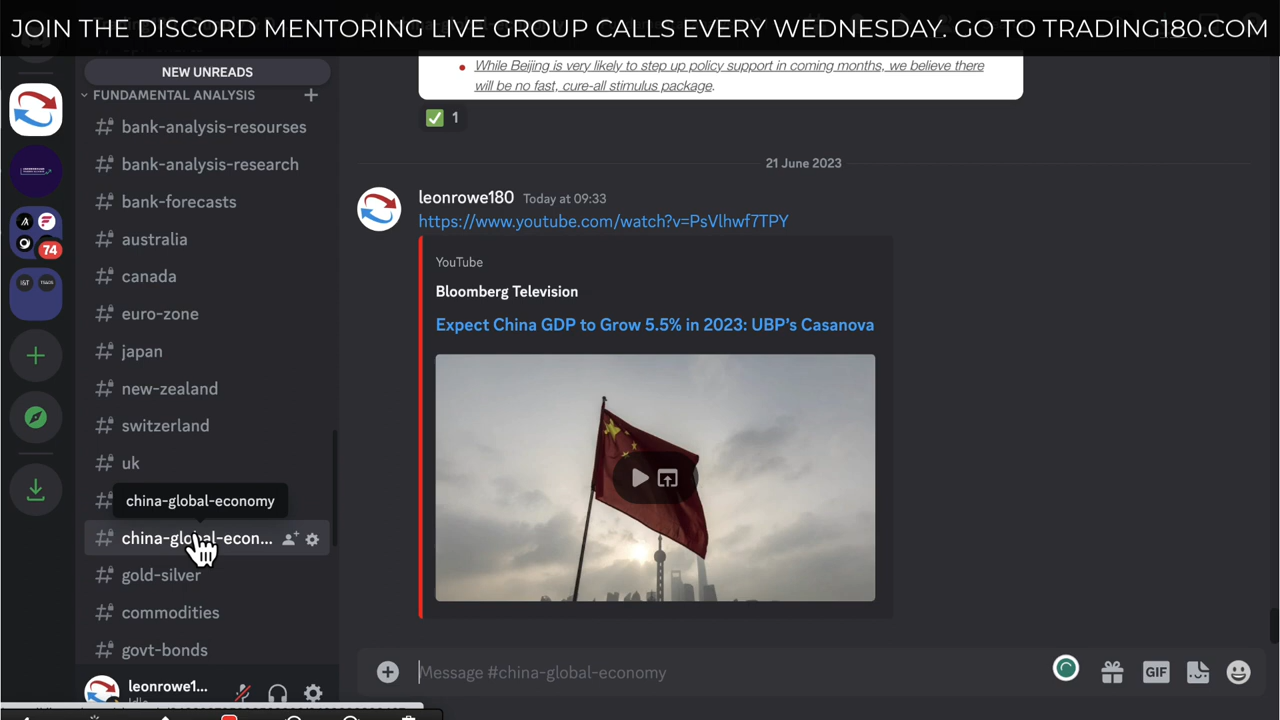 JOIN THE DISCORD MENTORING LIVE GROUP CALLS EVERY WEDNESDAY. GO TO TRADING180.COM
NEW UNREADS
FUNDAMENTAL ANALYSIS
bank-analysis-resourses
bank-analysis-research
bank-forecasts
australia
canada
euro-zone
japan
new-zealand
switzerland
uk
china-global-economy
china-global-econ...
gold-silver
commodities
govt-bonds
74
leonrowe1...
Idle
While Beijing is very likely to step up policy support in coming months, we believe there
will be no fast, cure-all stimulus package.
1
21 June 2023
leonrowe180 Today at 09:33
https://www.youtube.com/watch?v=PsVlhwf7TPY
YouTube
Bloomberg Television
Expect China GDP to Grow 5.5% in 2023: UBP's Casanova
Message #china-global-economy
GIF